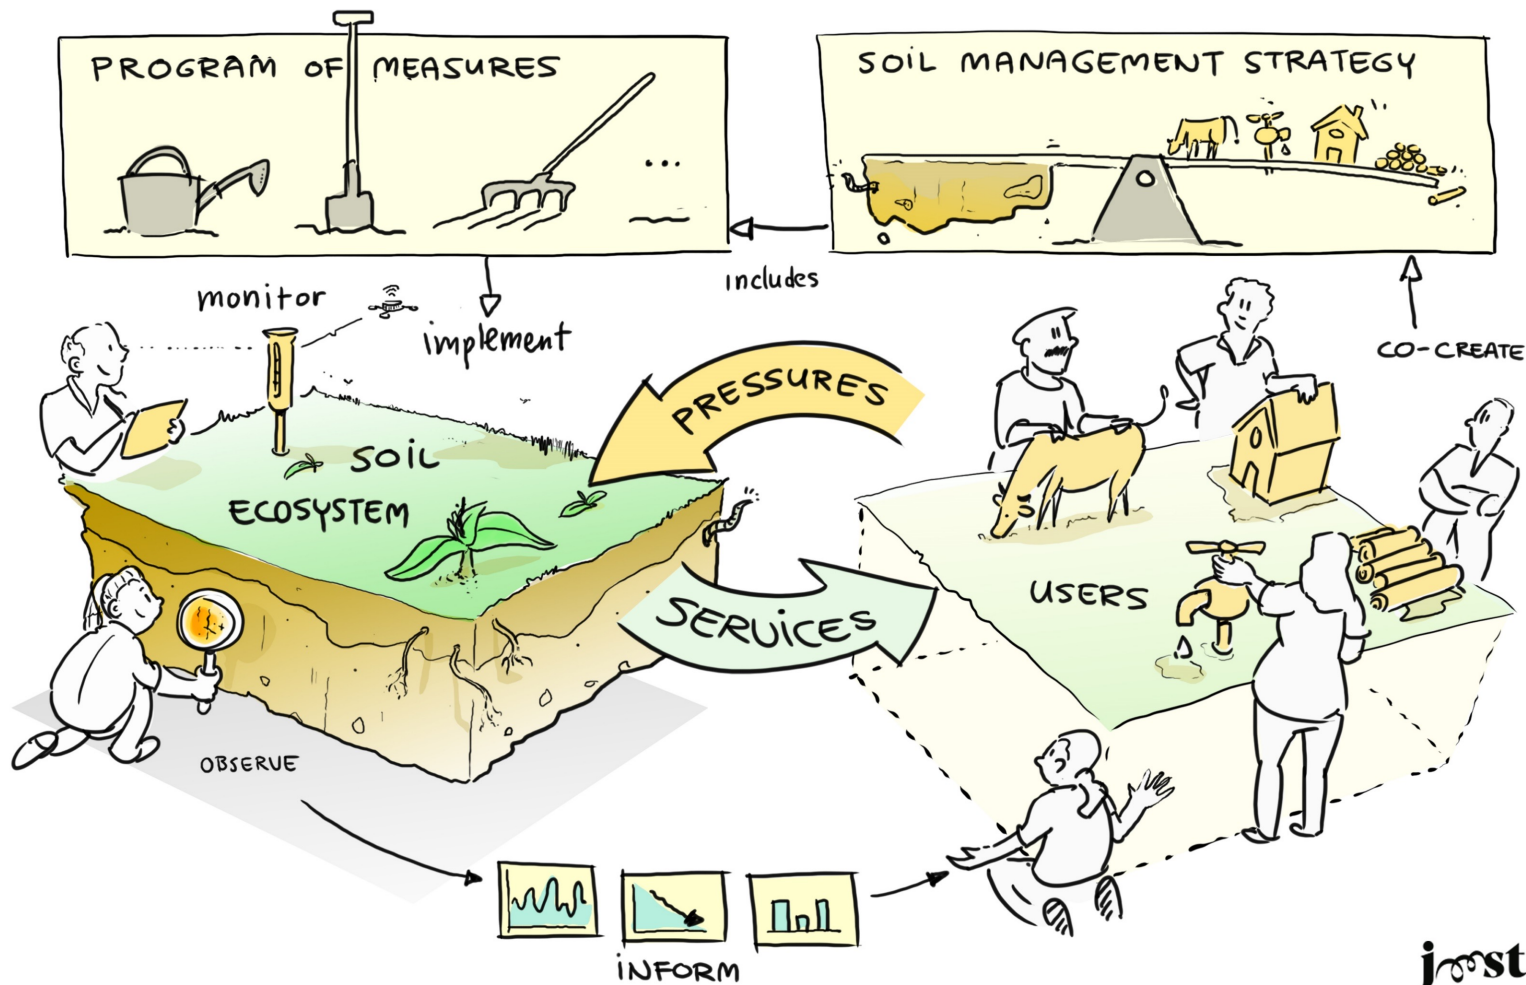 PROGRAM OF MEASURES
...
SOIL MANAGEMENT STRATEGY
includes
monitor
implement
CO-CREATE
PRESSURES
SOIL
ECOSYSTEM
SERVICES
USERS
OBSERVE
INFORM
joost